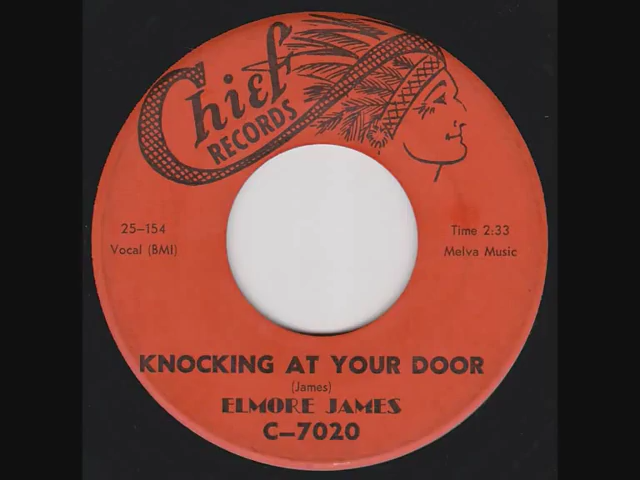 Chief
RECORDS
25-154
Vocal (BMI)
Time 2:33
Melva Music
KNOCKING AT YOUR DOOR
(James)
ELMORE JAMES
C-7020